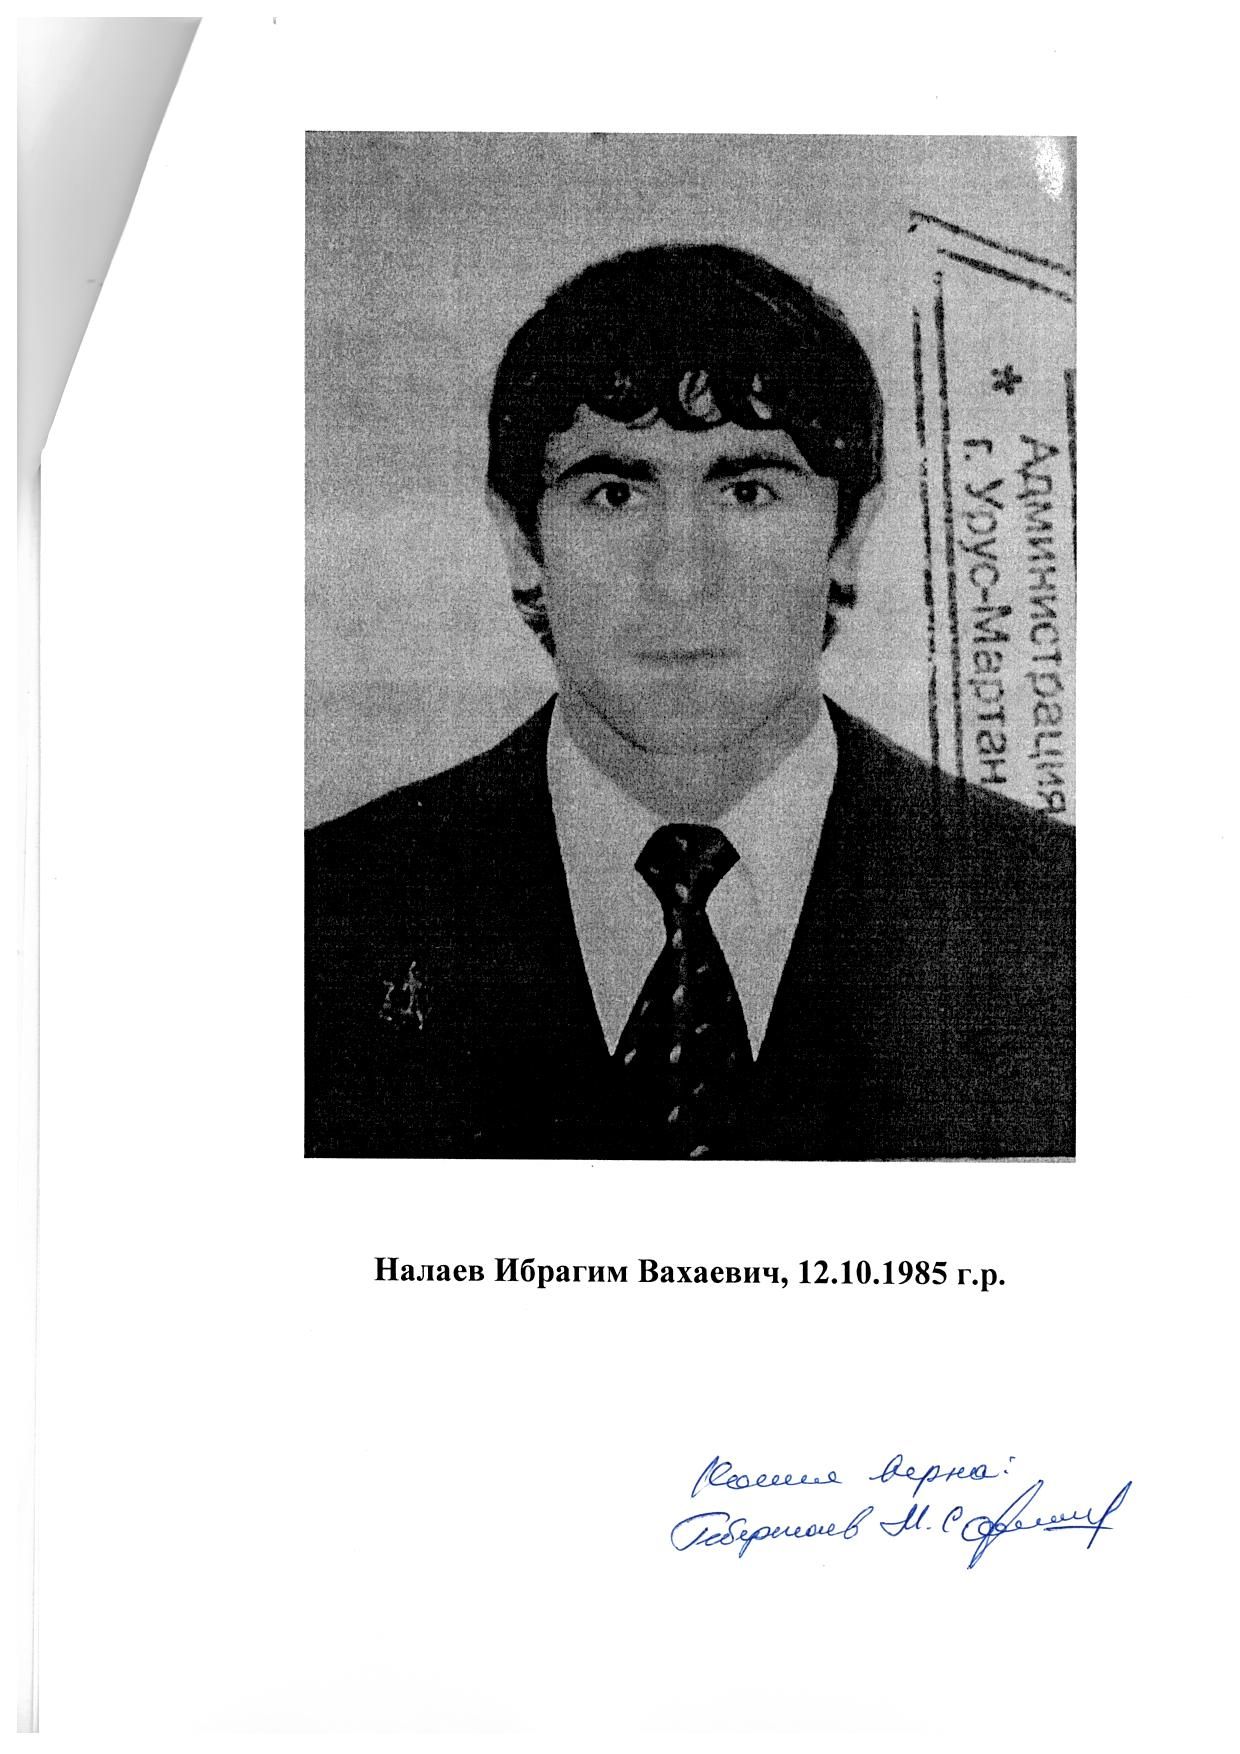 Администрация
г. Урус-Мартан
Налаев Ибрагим Вахаевич, 12.10.1985 г.р.
Копия верна:
М. С